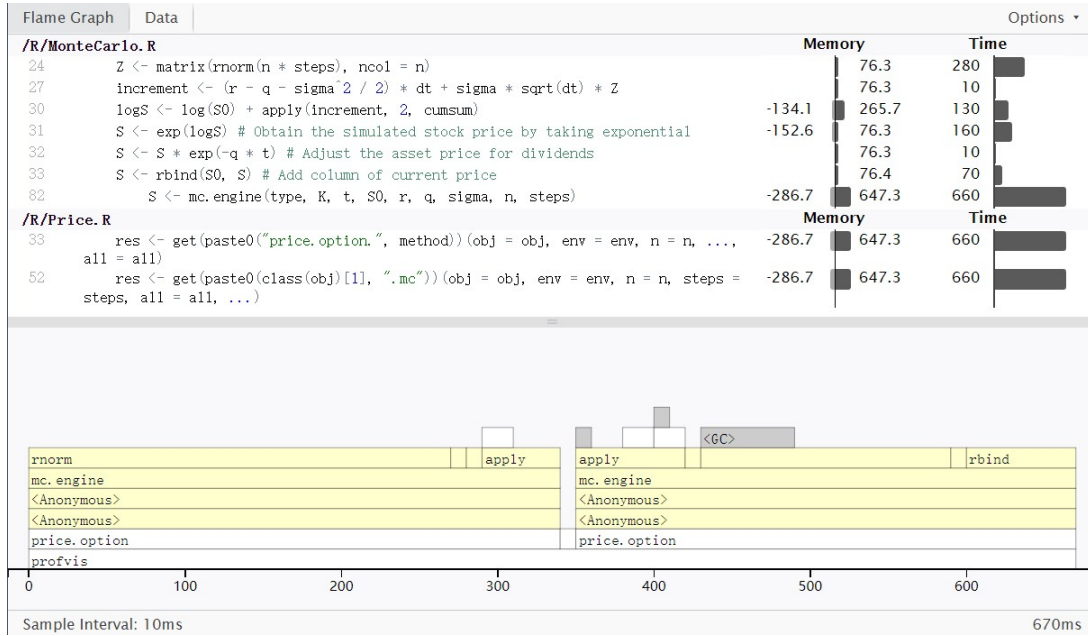 Flame Graph Data Options ▾
/R/MonteCarlo.R Memory Time
24 Z <- matrix(rnorm(n * steps), ncol = n) 76.3 280
27 increment <- (r - q - sigma^2 / 2) * dt + sigma * sqrt(dt) * Z 76.3 10
30 logS <- log(S0) + apply(increment, 2, cumsum) -134.1 265.7 130
31 S <- exp(logS) # Obtain the simulated stock price by taking exponential -152.6 76.3 160
32 S <- S * exp(-q * t) # Adjust the asset price for dividends 76.3 10
33 S <- rbind(S0, S) # Add column of current price 76.4 70
82 S <- mc.engine(type, K, t, S0, r, q, sigma, n, steps) -286.7 647.3 660
/R/Price.R Memory Time
33 res <- get(paste0("price.option.", method))(obj = obj, env = env, n = n, ..., -286.7 647.3 660
all = all)
52 res <- get(paste0(class(obj)[1], ".mc"))(obj = obj, env = env, n = n, steps = -286.7 647.3 660
steps, all = all, ...)
<GC>
rnorm apply apply rbind
mc.engine mc.engine
<Anonymous> <Anonymous>
<Anonymous> <Anonymous>
price.option price.option
profvis
0 100 200 300 400 500 600
Sample Interval: 10ms 670ms